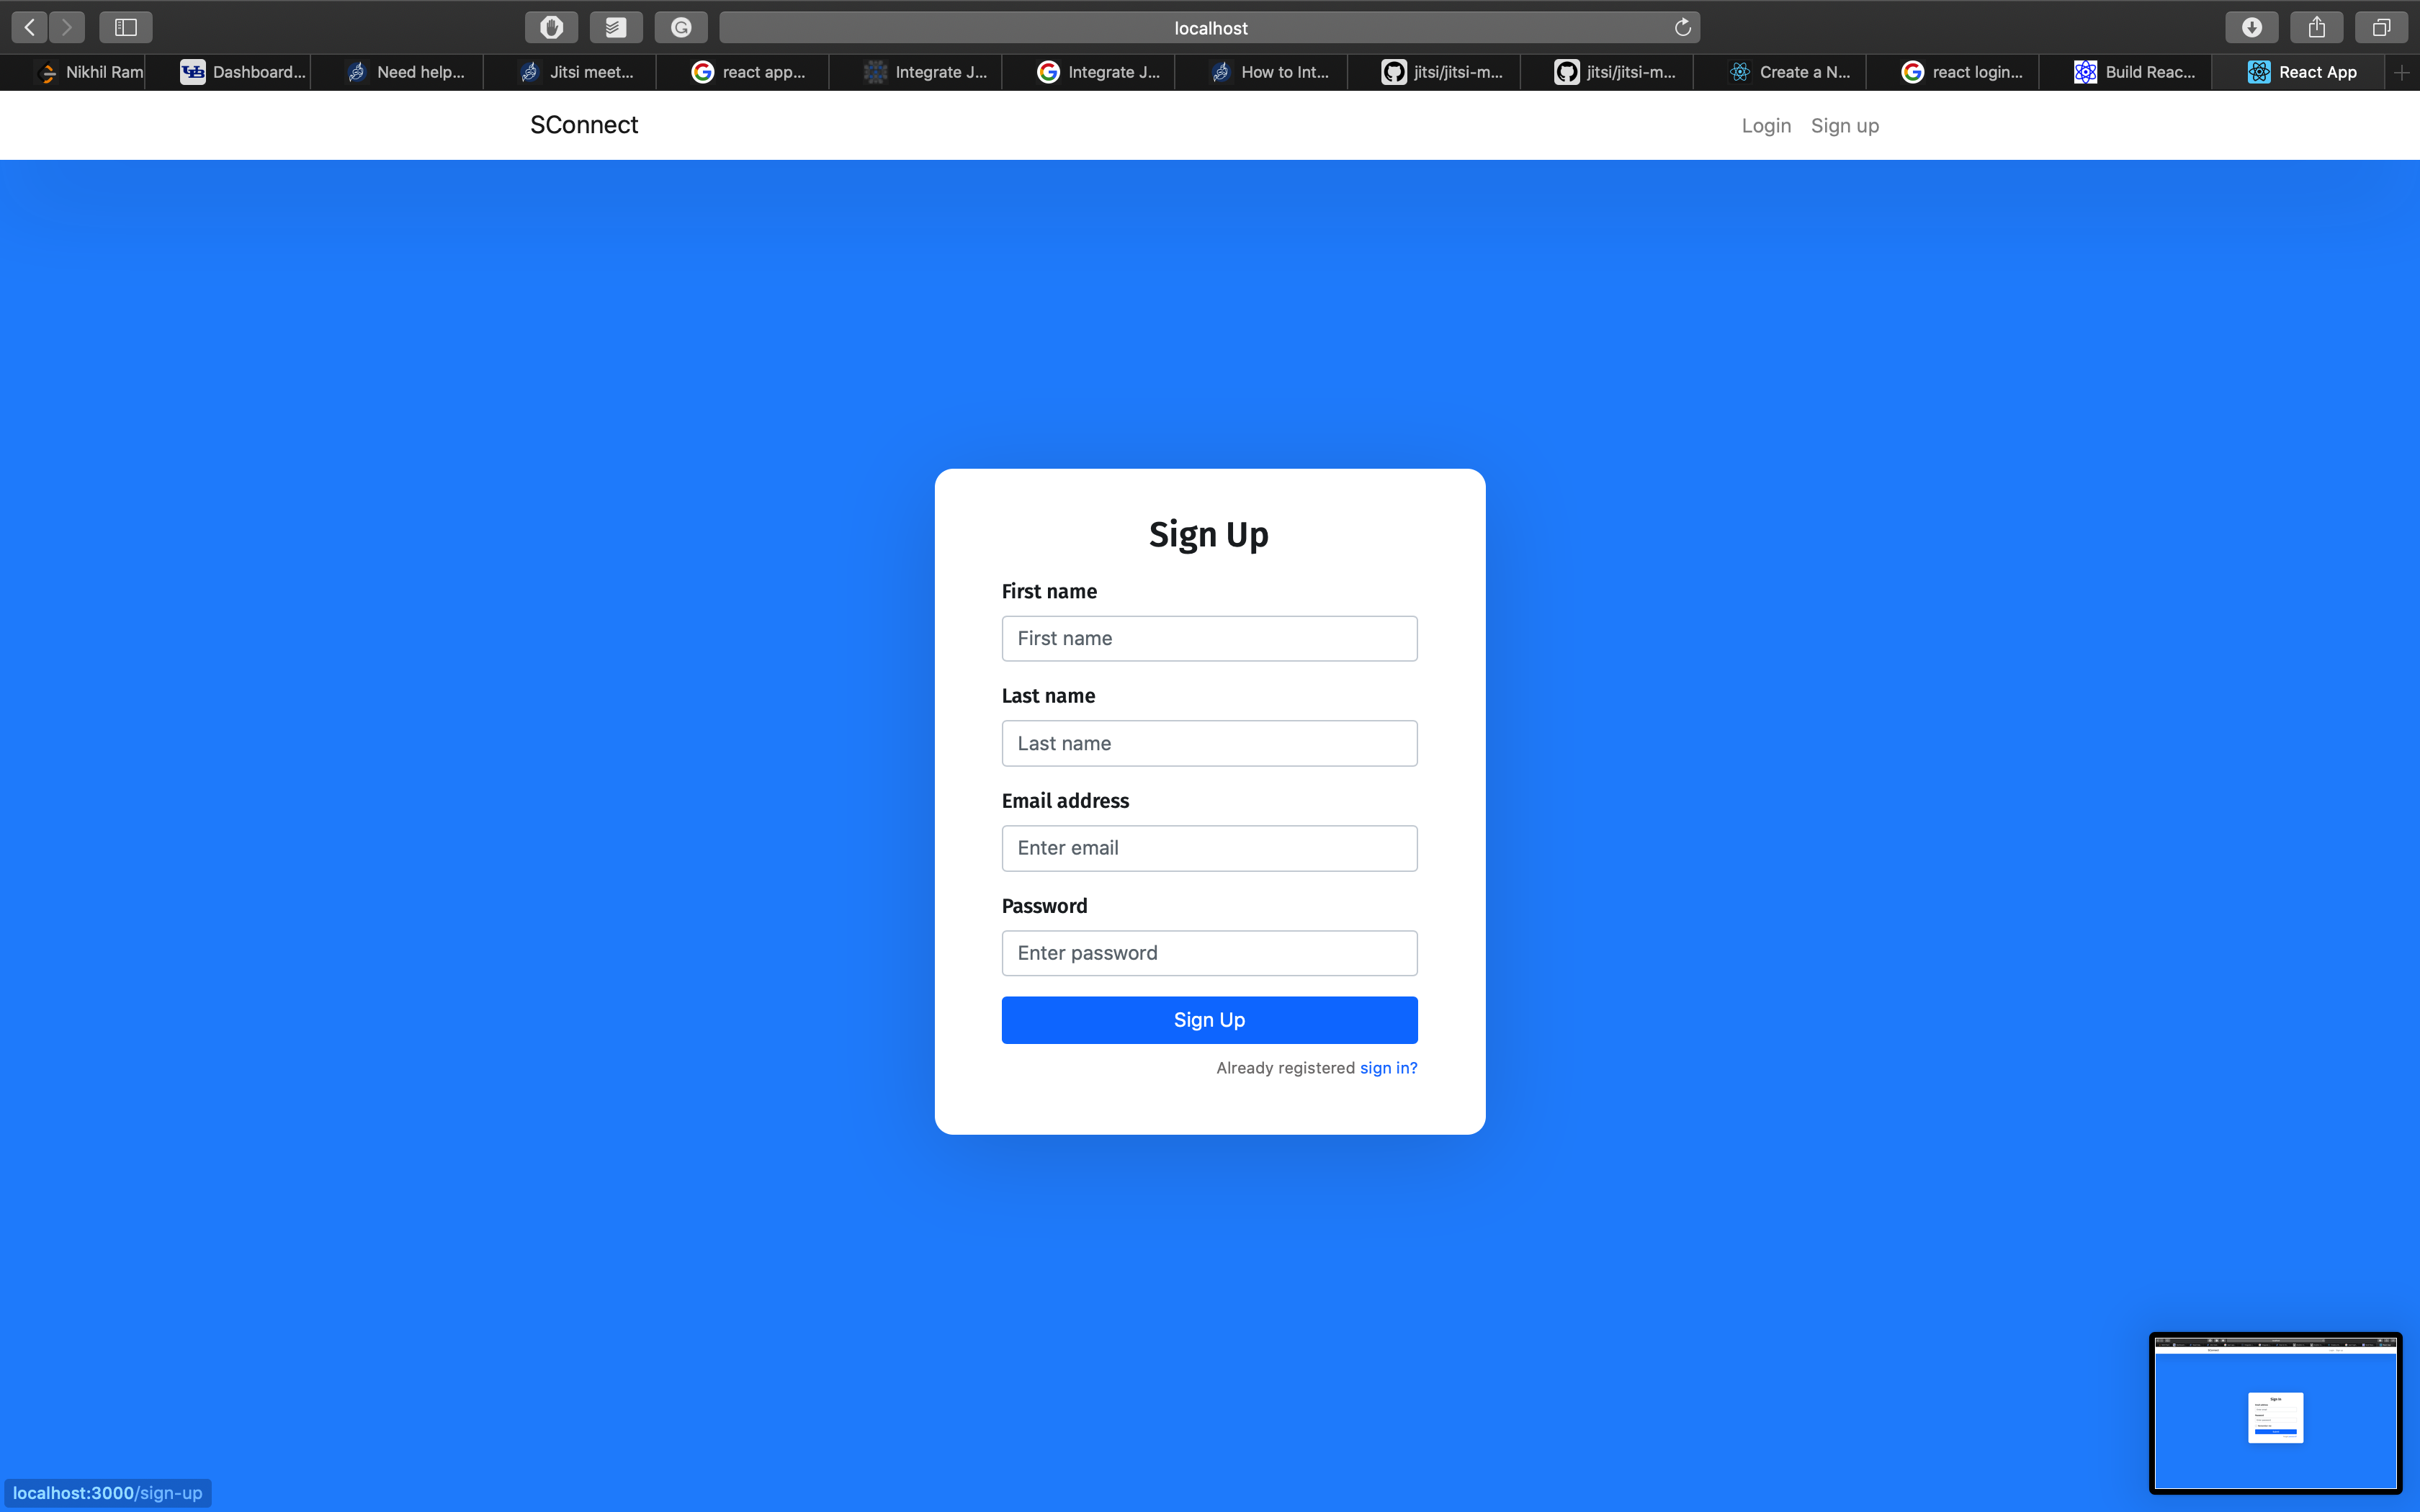 localhost
Nikhil Ram
Dashboard...
Need help...
Jitsi meet...
react app...
Integrate J...
Integrate J...
How to Int...
jitsi/jitsi-m...
jitsi/jitsi-m...
Create a N...
react login...
Build Reac...
React App
SConnect
Login
Sign up
Sign Up
First name
First name
Last name
Last name
Email address
Enter email
Password
Enter password
Sign Up
Already registered sign in?
localhost:3000/sign-up